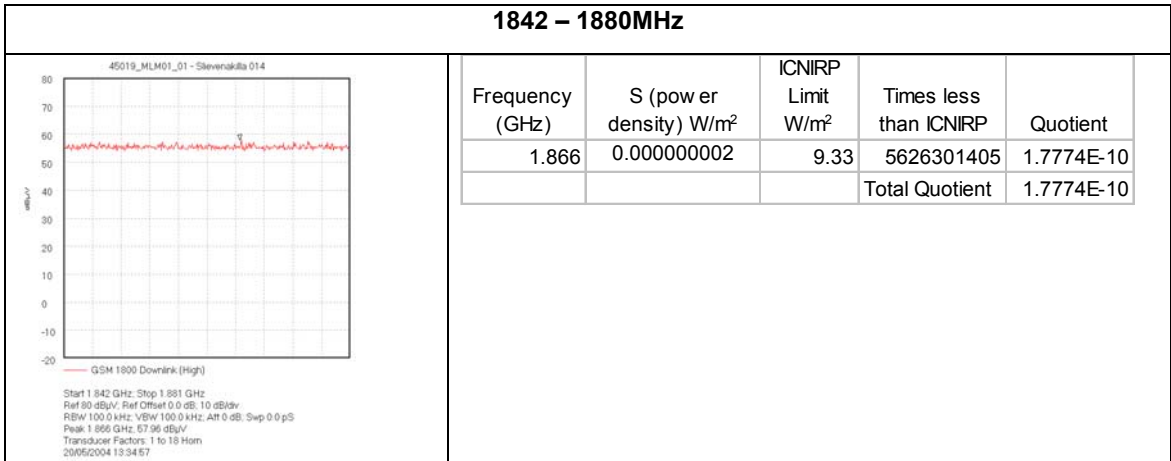 1842 – 1880MHz
45019_MLM01_01 - Slievenakilla 014
80
70
60
50
40
30
20
10
0
-10
-20
dBµV
GSM 1800 Downlink (High)
Start 1.842 GHz; Stop 1.881 GHz
Ref 80 dBµV; Ref Offset 0.0 dB; 10 dB/div
RBW 100.0 kHz; VBW 100.0 kHz; Att 0 dB; Swp 0.0 pS
Peak 1.866 GHz, 57.96 dBµV
Transducer Factors: 1 to 18 Horn
20/05/2004 13:34:57
Frequency (GHz) S (pow er density) W/m² ICNIRP Limit W/m² Times less than ICNIRP Quotient
1.866 0.000000002 9.33 5626301405 1.7774E-10
Total Quotient 1.7774E-10